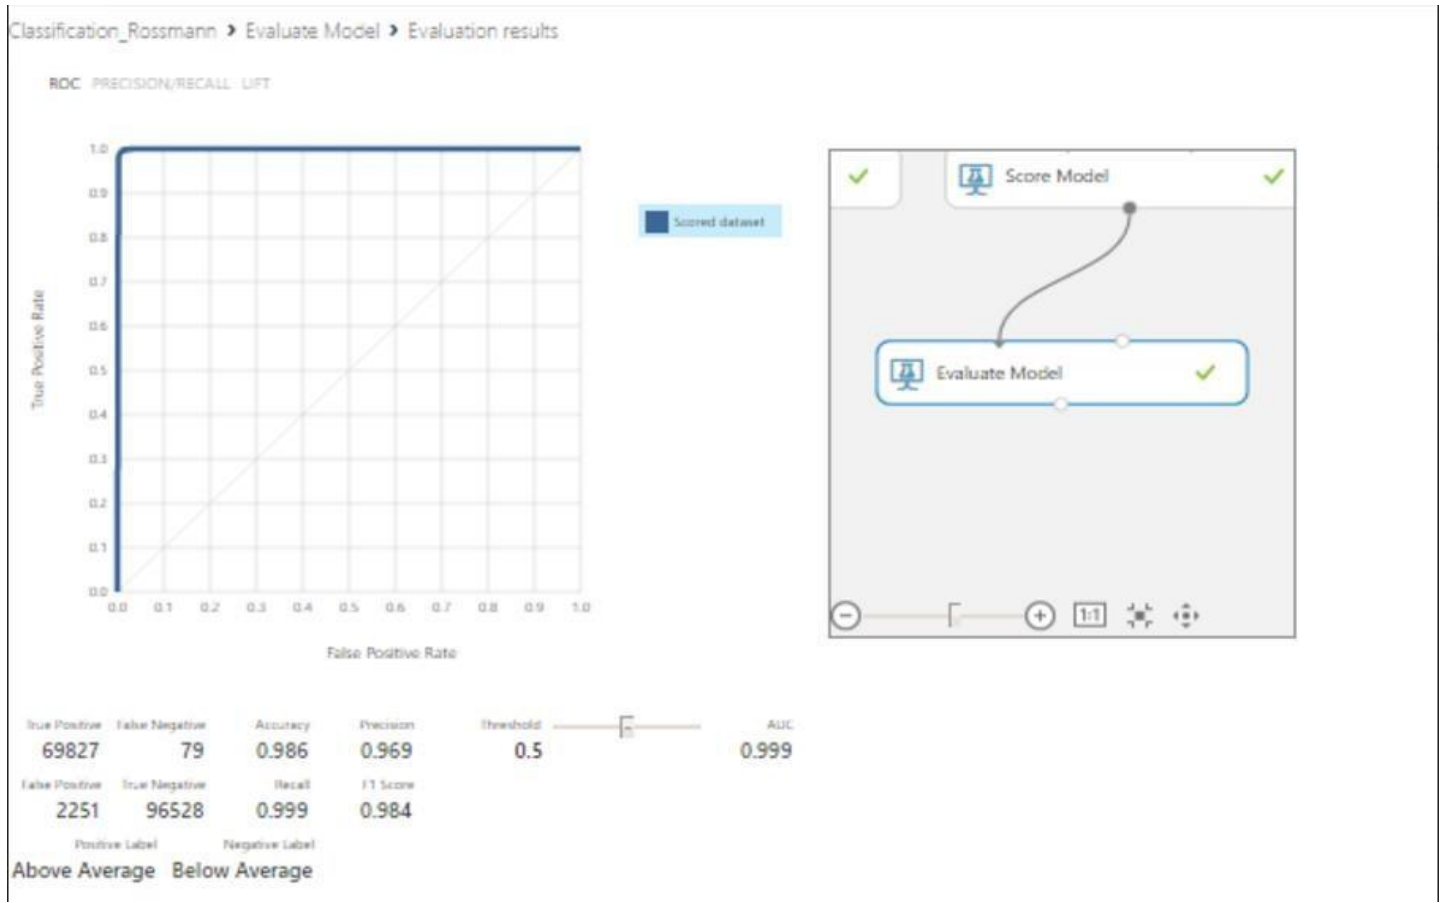 Classification_Rossmann > Evaluate Model > Evaluation results
ROC PRECISION/RECALL LIFT
1.0
0.9
0.8
0.7
0.6
0.5
0.4
0.3
0.2
0.1
0.0
True Positive Rate
0.0 0.1 0.2 0.3 0.4 0.5 0.6 0.7 0.8 0.9 1.0
False Positive Rate
Scored dataset
Score Model
Evaluate Model
1:1
True Positive False Negative Accuracy Precision Threshold AUC
69827 79 0.986 0.969 0.5 0.999
False Positive True Negative Recall F1 Score
2251 96528 0.999 0.984
Positive Label Negative Label
Above Average Below Average